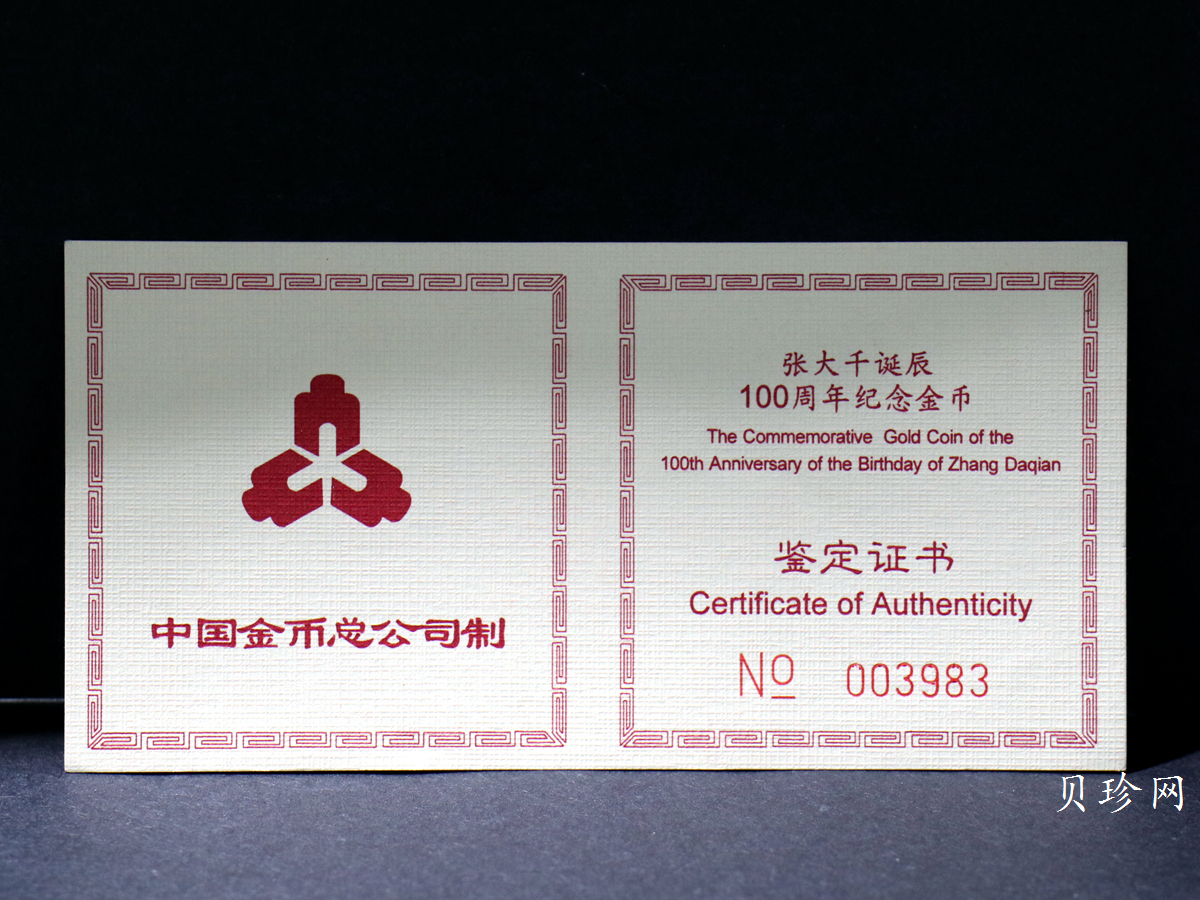 中国金币总公司制
张大千诞辰
100周年纪念金币
The Commemorative Gold Coin of the
100th Anniversary of the Birthday of Zhang Daqian
鉴定证书
Certificate of Authenticity
No 003983
贝珍网